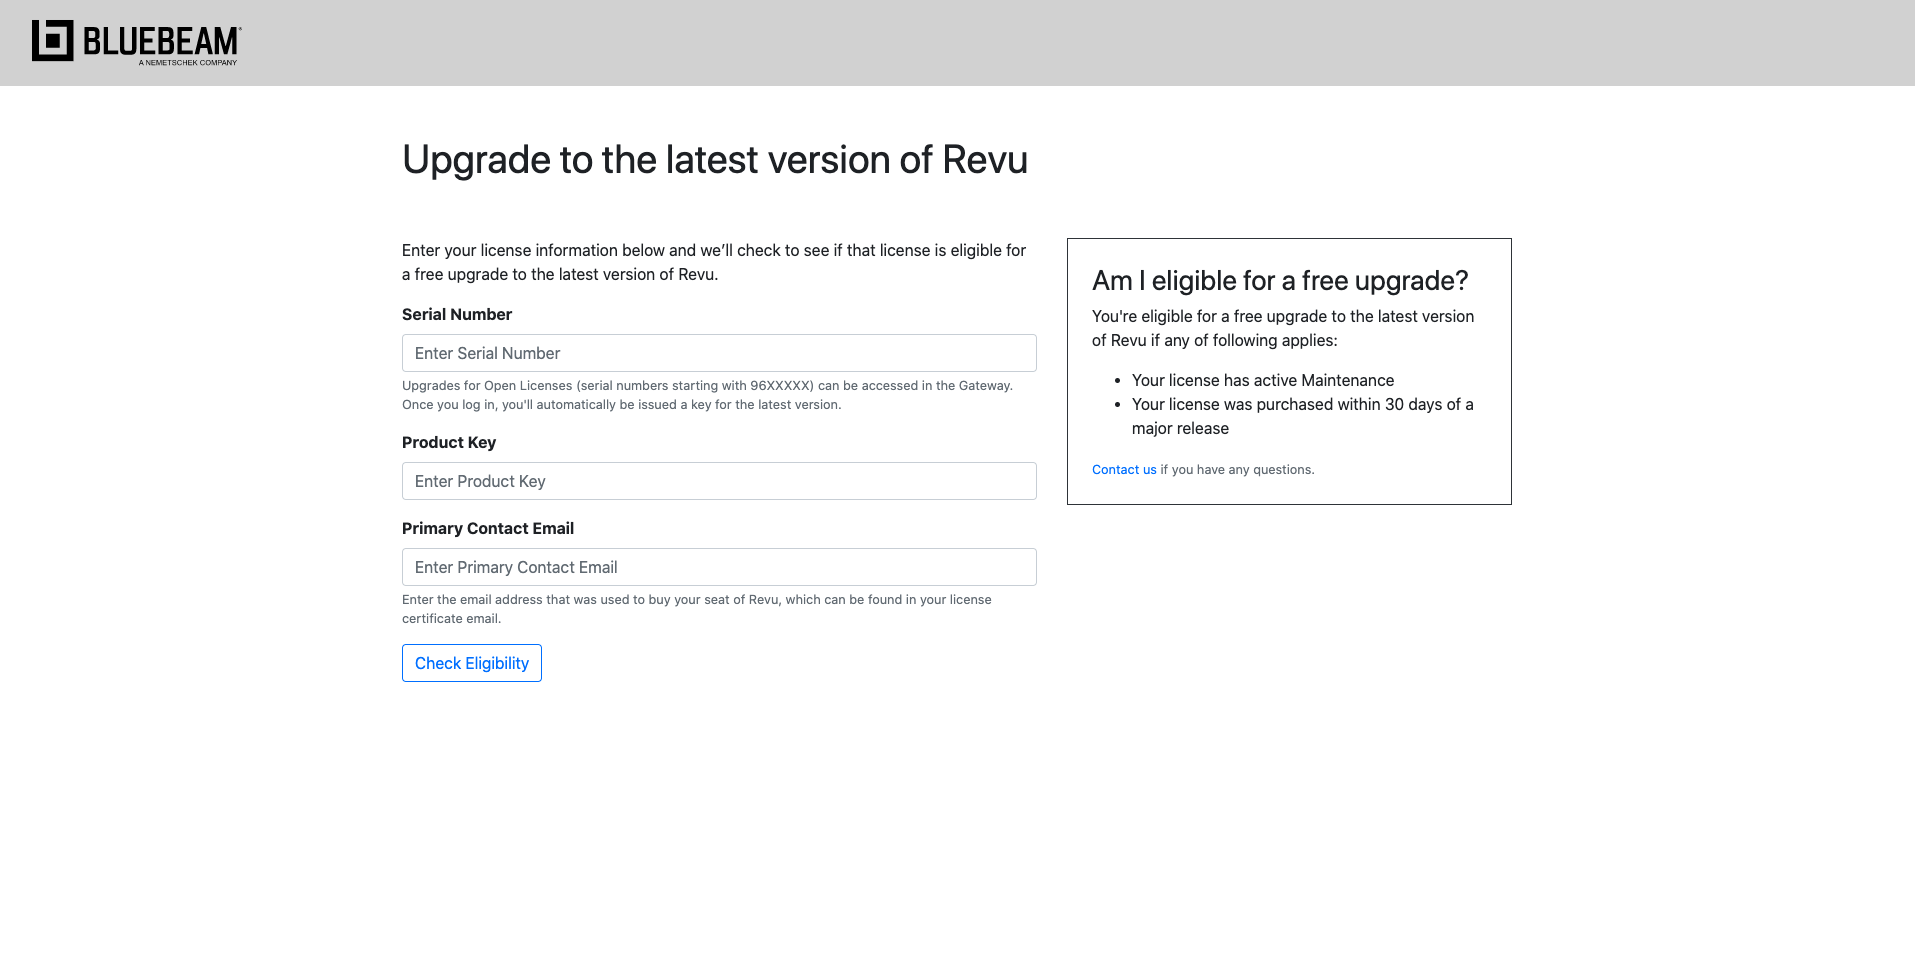 BLUEBEAM®
A NEMETSCHEK COMPANY
Upgrade to the latest version of Revu
Enter your license information below and we’ll check to see if that license is eligible for
a free upgrade to the latest version of Revu.
Serial Number
Enter Serial Number
Upgrades for Open Licenses (serial numbers starting with 96XXXXX) can be accessed in the Gateway.
Once you log in, you'll automatically be issued a key for the latest version.
Product Key
Enter Product Key
Primary Contact Email
Enter Primary Contact Email
Enter the email address that was used to buy your seat of Revu, which can be found in your license
certificate email.
Check Eligibility
Am I eligible for a free upgrade?
You're eligible for a free upgrade to the latest version
of Revu if any of following applies:
• Your license has active Maintenance
• Your license was purchased within 30 days of a
major release
Contact us if you have any questions.